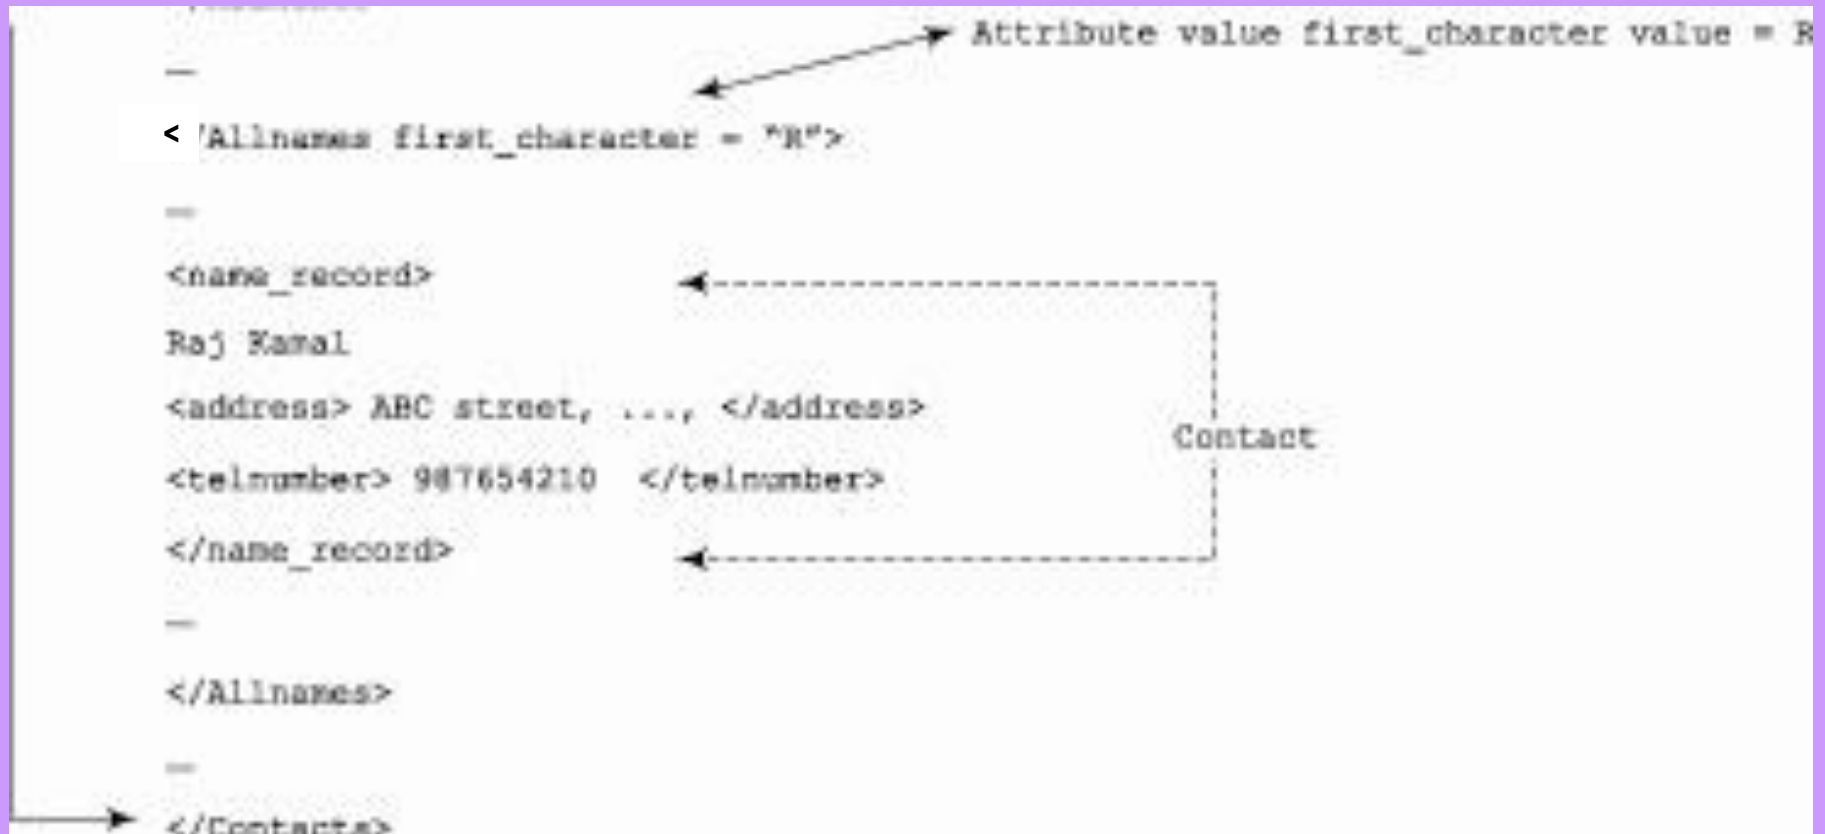 Attribute value first_character value = R
—
<'Allnames first_character = "R">
—
<name_record>
Raj Kamal
<address> ABC street, ..., </address>
Contact
<telnumber> 987654210 </telnumber>
</name_record>
—
</Allnames>
—
</Contacts>